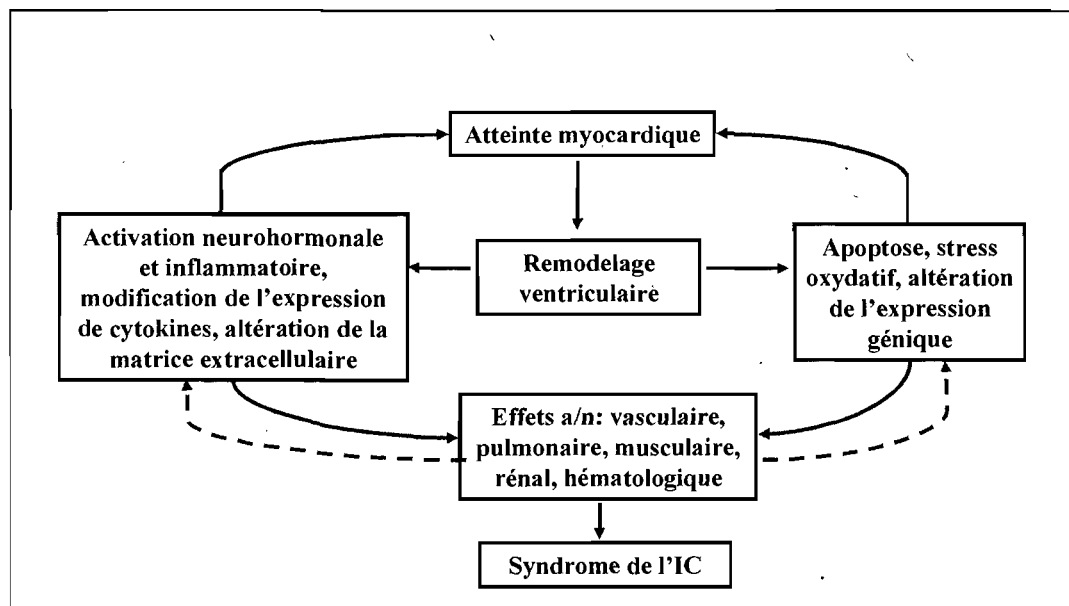 Atteinte myocardique
Activation neurohormonale
et inflammatoire,
modification de l'expression
de cytokines, altération de la
matrice extracellulaire
Remodelage
ventriculaire
Apoptose, stress
oxydatif, altération
de l'expression
génique
Effets a/n: vasculaire,
pulmonaire, musculaire,
rénal, hématologique
Syndrome de l'IC